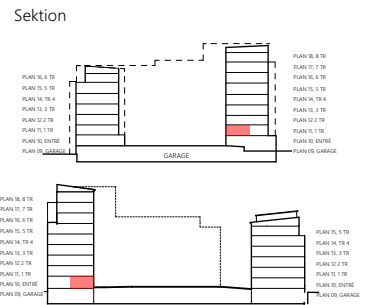 Sektion
PLAN 18, 8 TR
PLAN 17, 7 TR
PLAN 16, 6 TR
PLAN 15, 5 TR
PLAN 14, TR 4
PLAN 13, 3 TR
PLAN 12 2 TR
PLAN 11, 1 TR
PLAN 10, ENTRÉ
PLAN 09, GARAGE
PLAN 16, 6 TR
PLAN 15, 5 TR
PLAN 14, TR 4
PLAN 13, 3 TR
PLAN 12 2 TR
PLAN 11, 1 TR
PLAN 10, ENTRÉ
PLAN 09, GARAGE
GARAGE
PLAN 18, 8 TR
PLAN 17, 7 TR
PLAN 16, 6 TR
PLAN 15, 5 TR
PLAN 14, TR 4
PLAN 13, 3 TR
PLAN 12 2 TR
PLAN 11, 1 TR
PLAN 10, ENTRÉ
PLAN 09, GARAGE
PLAN 15, 5 TR
PLAN 14, TR 4
PLAN 13, 3 TR
PLAN 12 2 TR
PLAN 11, 1 TR
PLAN 10, ENTRÉ
PLAN 09, GARAGE